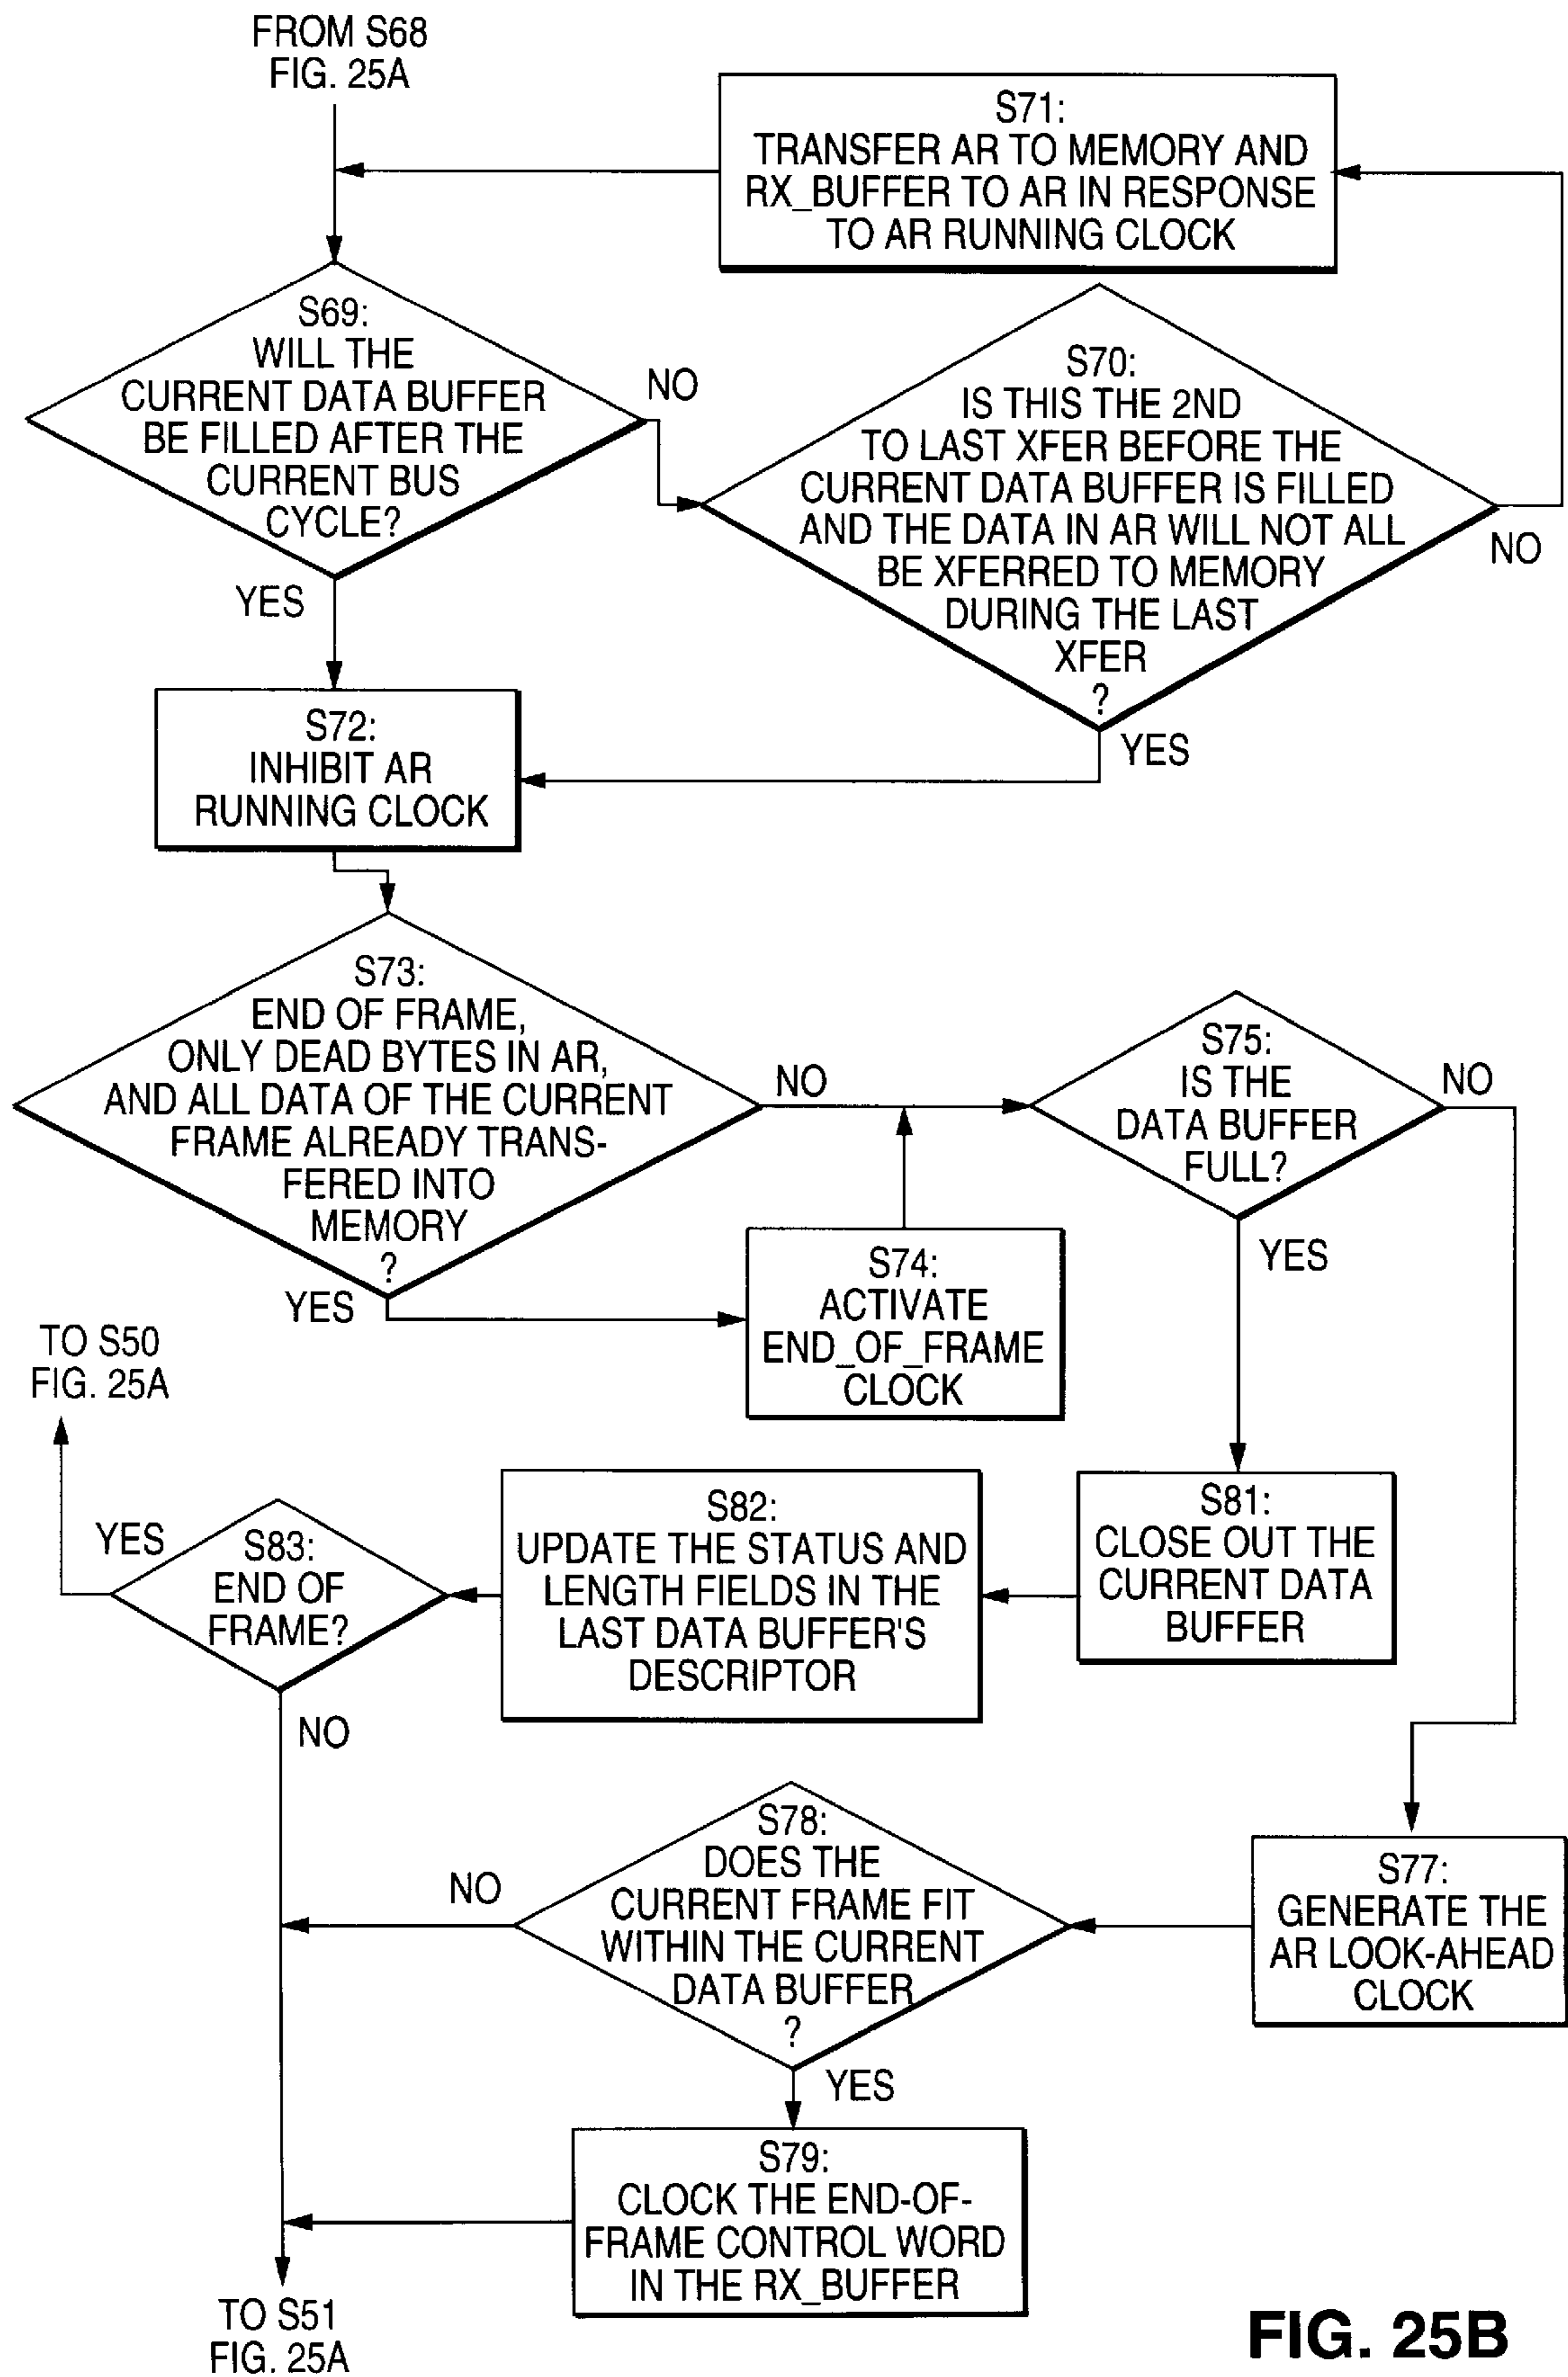 FROM S68
FIG. 25A
S71:
TRANSFER AR TO MEMORY AND
RX_BUFFER TO AR IN RESPONSE
TO AR RUNNING CLOCK
S69:
WILL THE
CURRENT DATA BUFFER
BE FILLED AFTER THE
CURRENT BUS
CYCLE?
NO
YES
S70:
IS THIS THE 2ND
TO LAST XFER BEFORE THE
CURRENT DATA BUFFER IS FILLED
AND THE DATA IN AR WILL NOT ALL
BE XFERRED TO MEMORY
DURING THE LAST
XFER
?
NO
YES
S72:
INHIBIT AR
RUNNING CLOCK
S73:
END OF FRAME,
ONLY DEAD BYTES IN AR,
AND ALL DATA OF THE CURRENT
FRAME ALREADY TRANS-
FERED INTO
MEMORY
?
NO
YES
S75:
IS THE
DATA BUFFER
FULL?
NO
YES
S74:
ACTIVATE
END_OF_FRAME
CLOCK
TO S50
FIG. 25A
S81:
CLOSE OUT THE
CURRENT DATA
BUFFER
S82:
UPDATE THE STATUS AND
LENGTH FIELDS IN THE
LAST DATA BUFFER'S
DESCRIPTOR
YES
S83:
END OF
FRAME?
NO
S77:
GENERATE THE
AR LOOK-AHEAD
CLOCK
S78:
DOES THE
CURRENT FRAME FIT
WITHIN THE CURRENT
DATA BUFFER
?
NO
YES
S79:
CLOCK THE END-OF-
FRAME CONTROL WORD
IN THE RX_BUFFER
TO S51
FIG. 25A
FIG. 25B